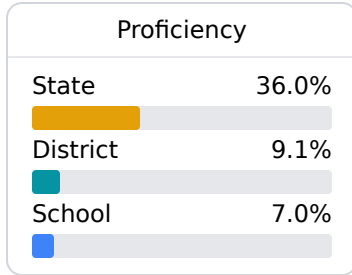 Proficiency
State 36.0%
District 9.1%
School 7.0%